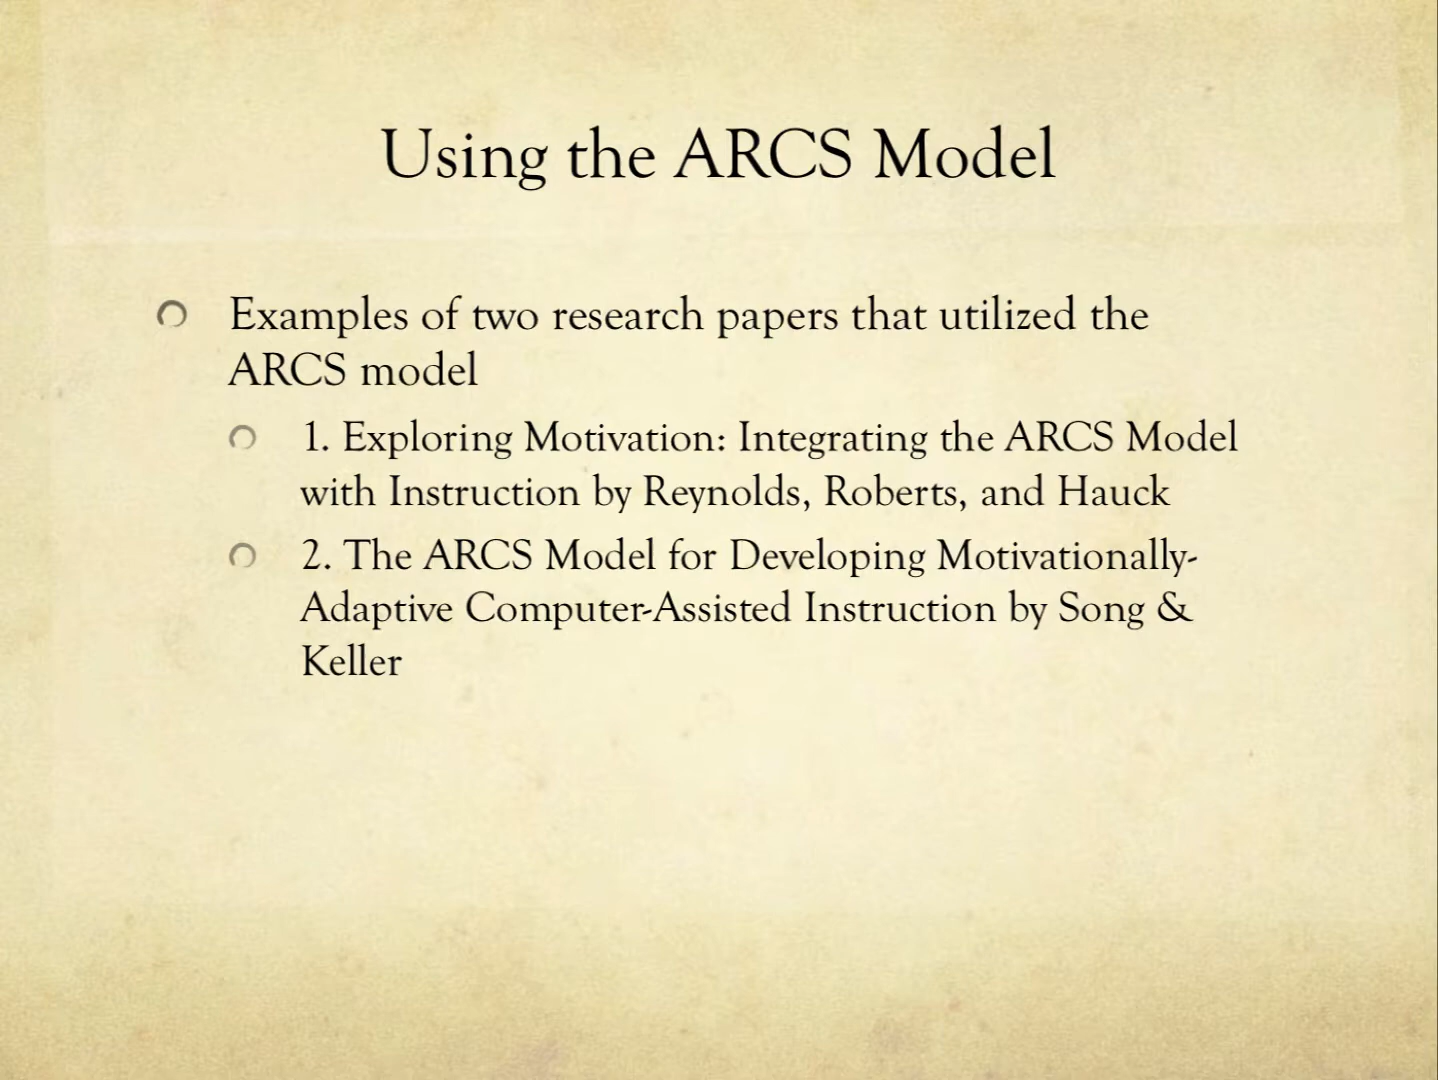 Using the ARCS Model
Examples of two research papers that utilized the
ARCS model
1. Exploring Motivation: Integrating the ARCS Model
with Instruction by Reynolds, Roberts, and Hauck
2. The ARCS Model for Developing Motivationally-
Adaptive Computer-Assisted Instruction by Song &
Keller